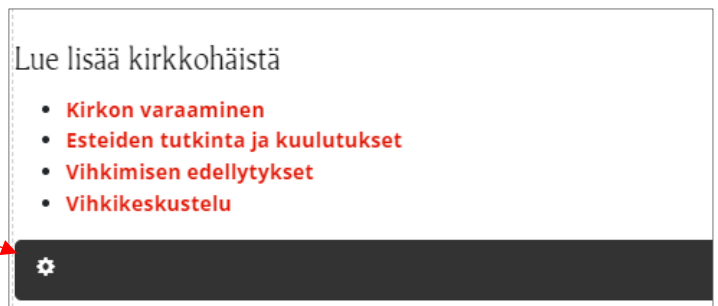 Lue lisää kirkkohäistä
Kirkon varaaminen
Esteiden tutkinta ja kuulutukset
Vihkimisen edellytykset
Vihkikeskustelu